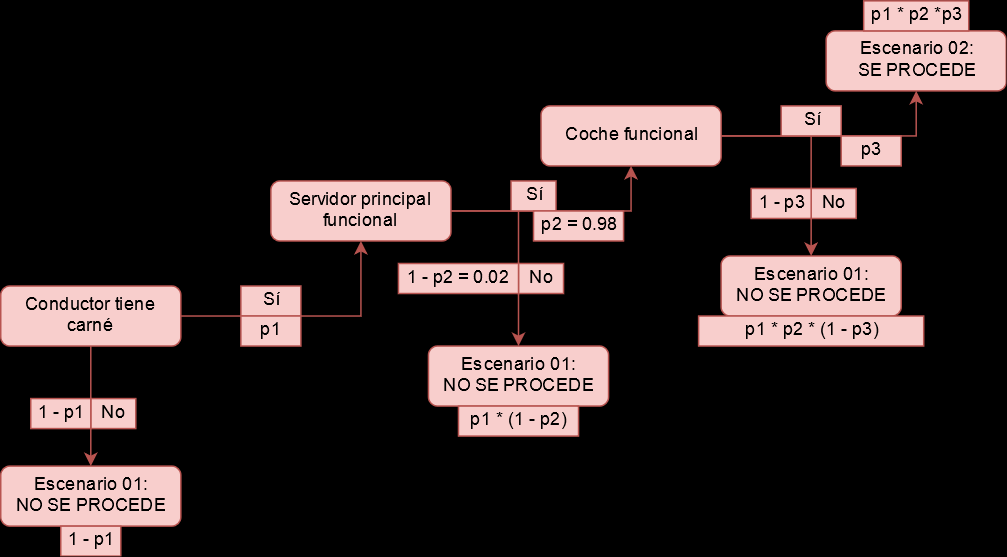 p1 * p2 *p3
Escenario 02:
SE PROCEDE
Coche funcional
Sí
p3
1 - p3
No
Escenario 01:
NO SE PROCEDE
p1 * p2 * (1 - p3)
Servidor principal
funcional
Sí
p2 = 0.98
1 - p2 = 0.02
No
Escenario 01:
NO SE PROCEDE
p1 * (1 - p2)
Conductor tiene
carné
Sí
p1
1 - p1
No
Escenario 01:
NO SE PROCEDE
1 - p1